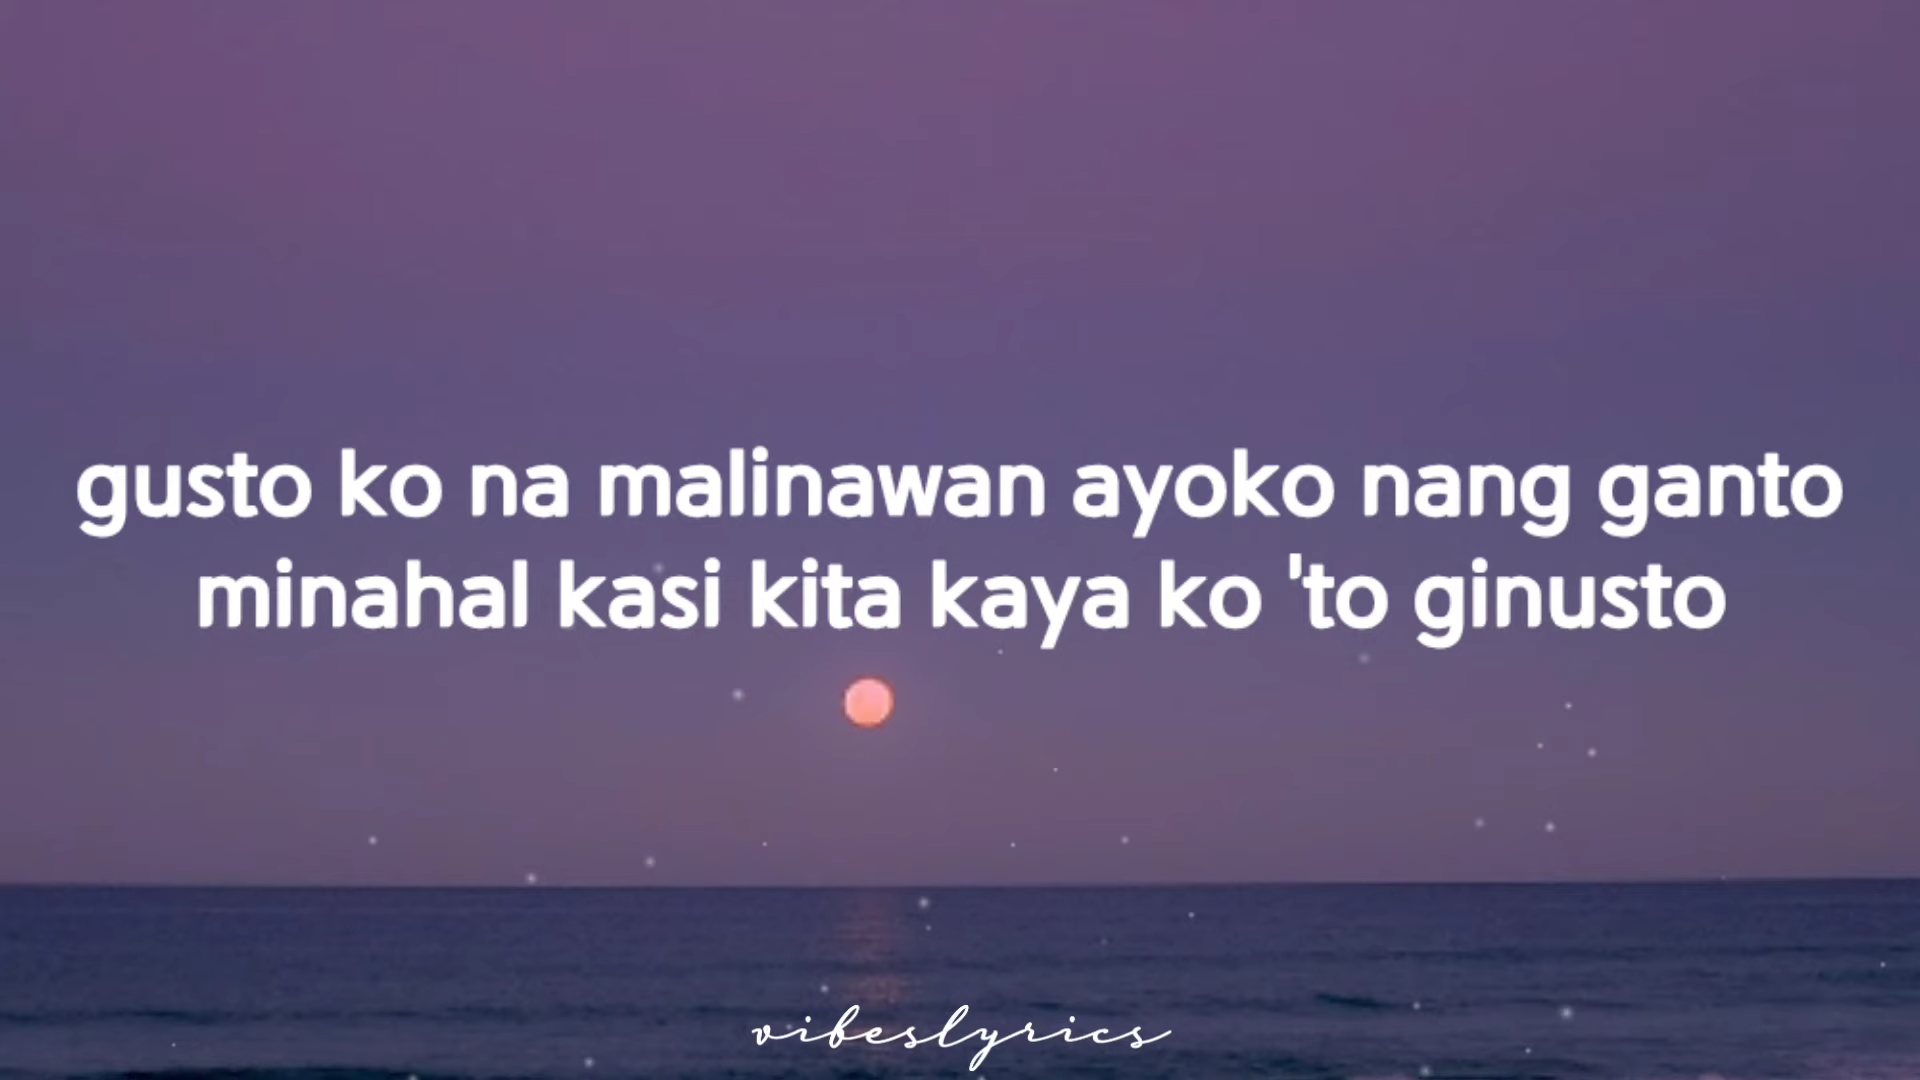 gusto ko na malinawan ayoko nang ganto
minahal kasi kita kaya ko 'to ginusto
vibeslyrics